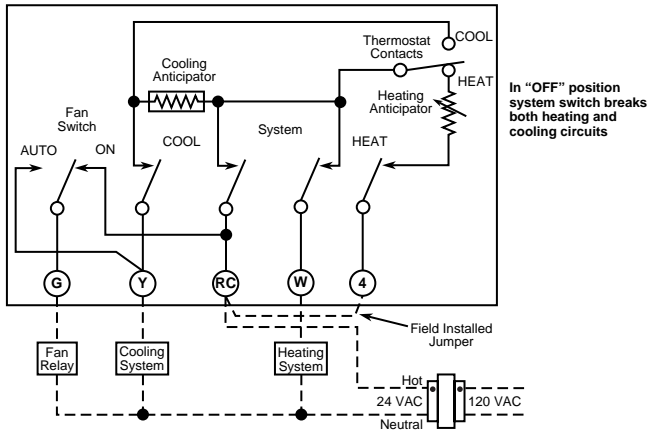 COOL
Thermostat
Contacts
HEAT
Cooling
Anticipator
Heating
Anticipator
In “OFF” position
system switch breaks
both heating and
cooling circuits
Fan
Switch
AUTO
ON
COOL
System
HEAT
G
Y
RC
W
4
Field Installed
Jumper
Fan
Relay
Cooling
System
Heating
System
Hot
24 VAC
120 VAC
Neutral